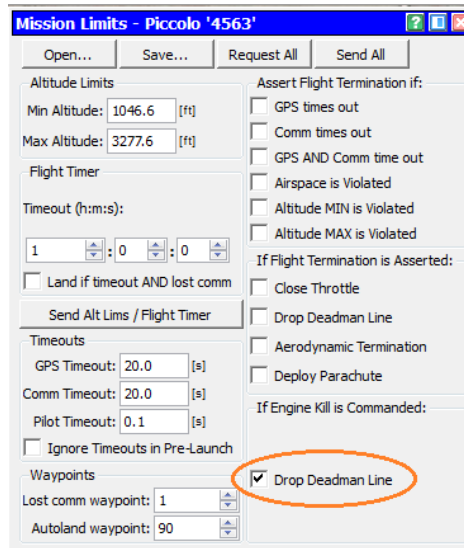 Mission Limits - Piccolo '4563'
Open... Save... Request All Send All
Altitude Limits
Min Altitude: 1046.6 [ft]
Max Altitude: 3277.6 [ft]
Flight Timer
Timeout (h:m:s):
1 : 0 : 0
Land if timeout AND lost comm
Send Alt Lims / Flight Timer
Timeouts
GPS Timeout: 20.0 [s]
Comm Timeout: 20.0 [s]
Pilot Timeout: 0.1 [s]
Ignore Timeouts in Pre-Launch
Waypoints
Lost comm waypoint: 1
Autoland waypoint: 90
Assert Flight Termination if:
GPS times out
Comm times out
GPS AND Comm time out
Airspace is Violated
Altitude MIN is Violated
Altitude MAX is Violated
If Flight Termination is Asserted:
Close Throttle
Drop Deadman Line
Aerodynamic Termination
Deploy Parachute
If Engine Kill is Commanded:
Drop Deadman Line